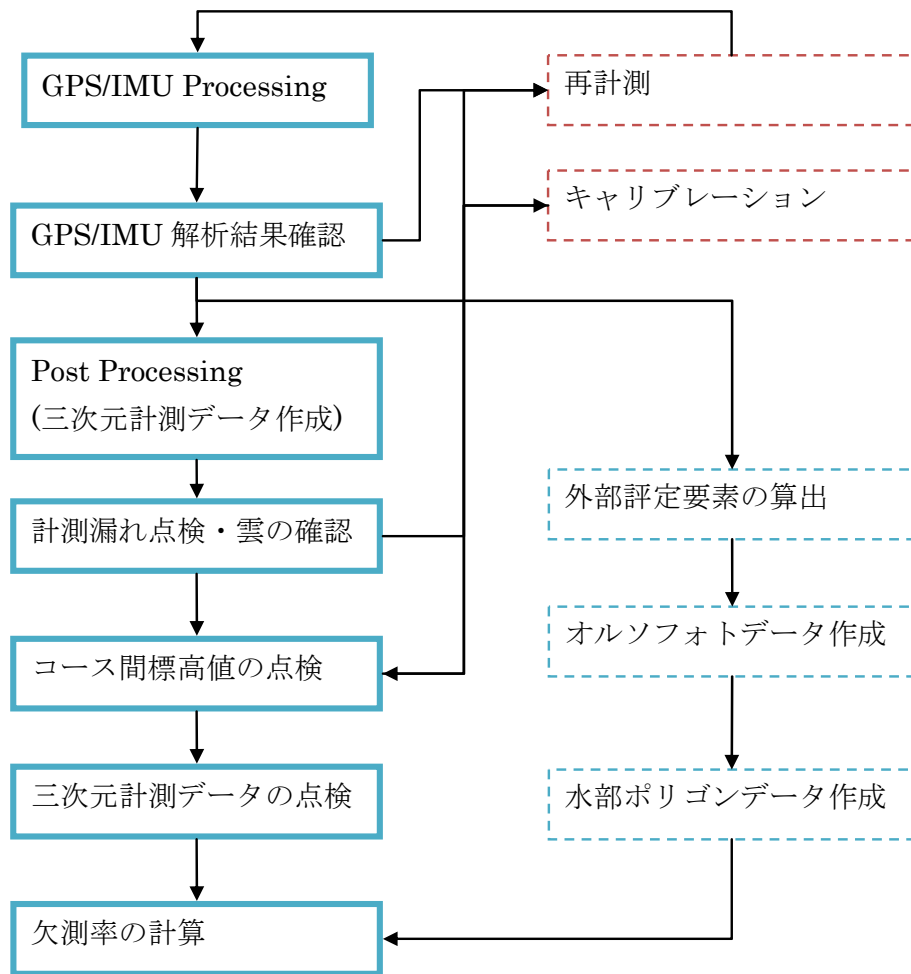 GPS/IMU Processing
再計測
キャリブレーション
GPS/IMU 解析結果確認
Post Processing
(三次元計測データ作成)
外部評定要素の算出
計測漏れ点検・雲の確認
オルソフォトデータ作成
コース間標高値の点検
三次元計測データの点検
水部ポリゴンデータ作成
欠測率の計算